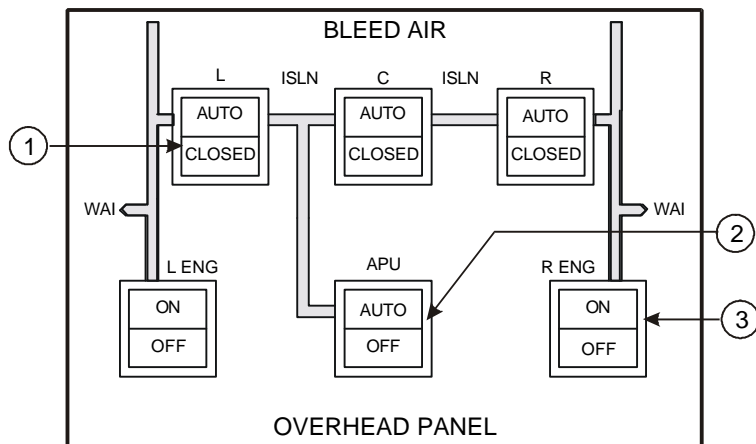 BLEED AIR
L ISLN C ISLN R
AUTO AUTO AUTO
CLOSED CLOSED CLOSED
1
WAI WAI
2
L ENG APU R ENG
ON AUTO ON
3
OFF OFF OFF
OVERHEAD PANEL